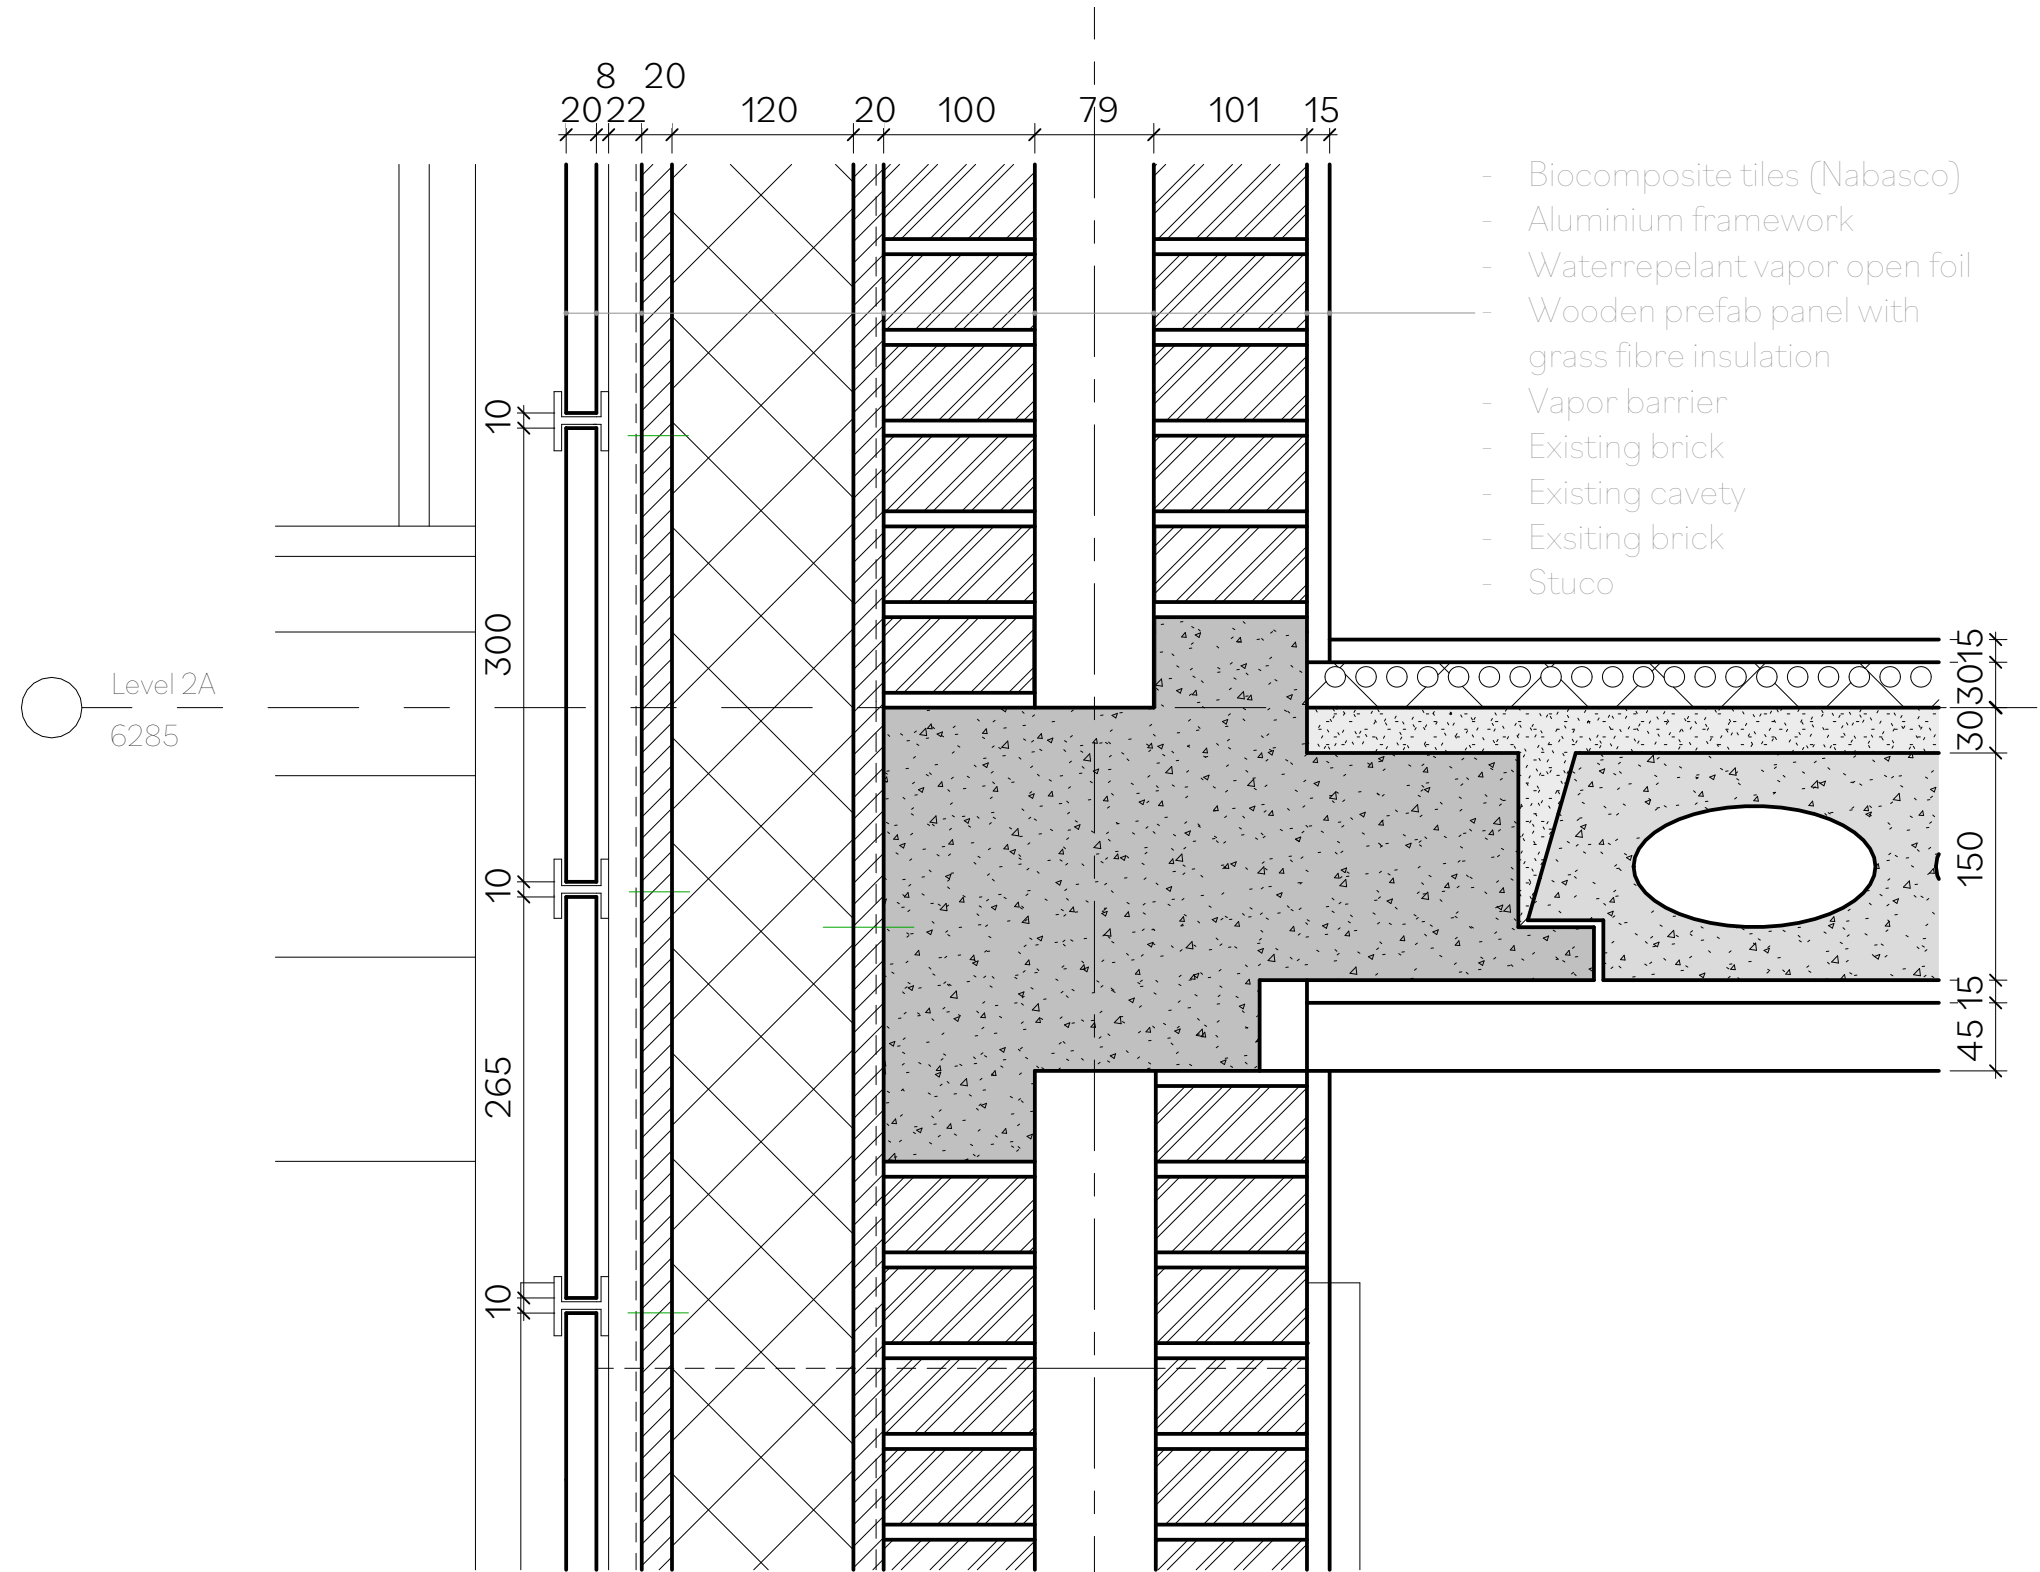 8 20
20 22 120 20 100 79 101 15
- Biocomposite tiles (Nabasco)
- Aluminium framework
- Waterrepelant vapor open foil
- Wooden prefab panel with
grass fibre insulation
- Vapor barrier
- Existing brick
- Existing cavety
- Exsiting brick
- Stuco
10
300
10
265
10
Level 2A
6285
15
30
30
150
15
45